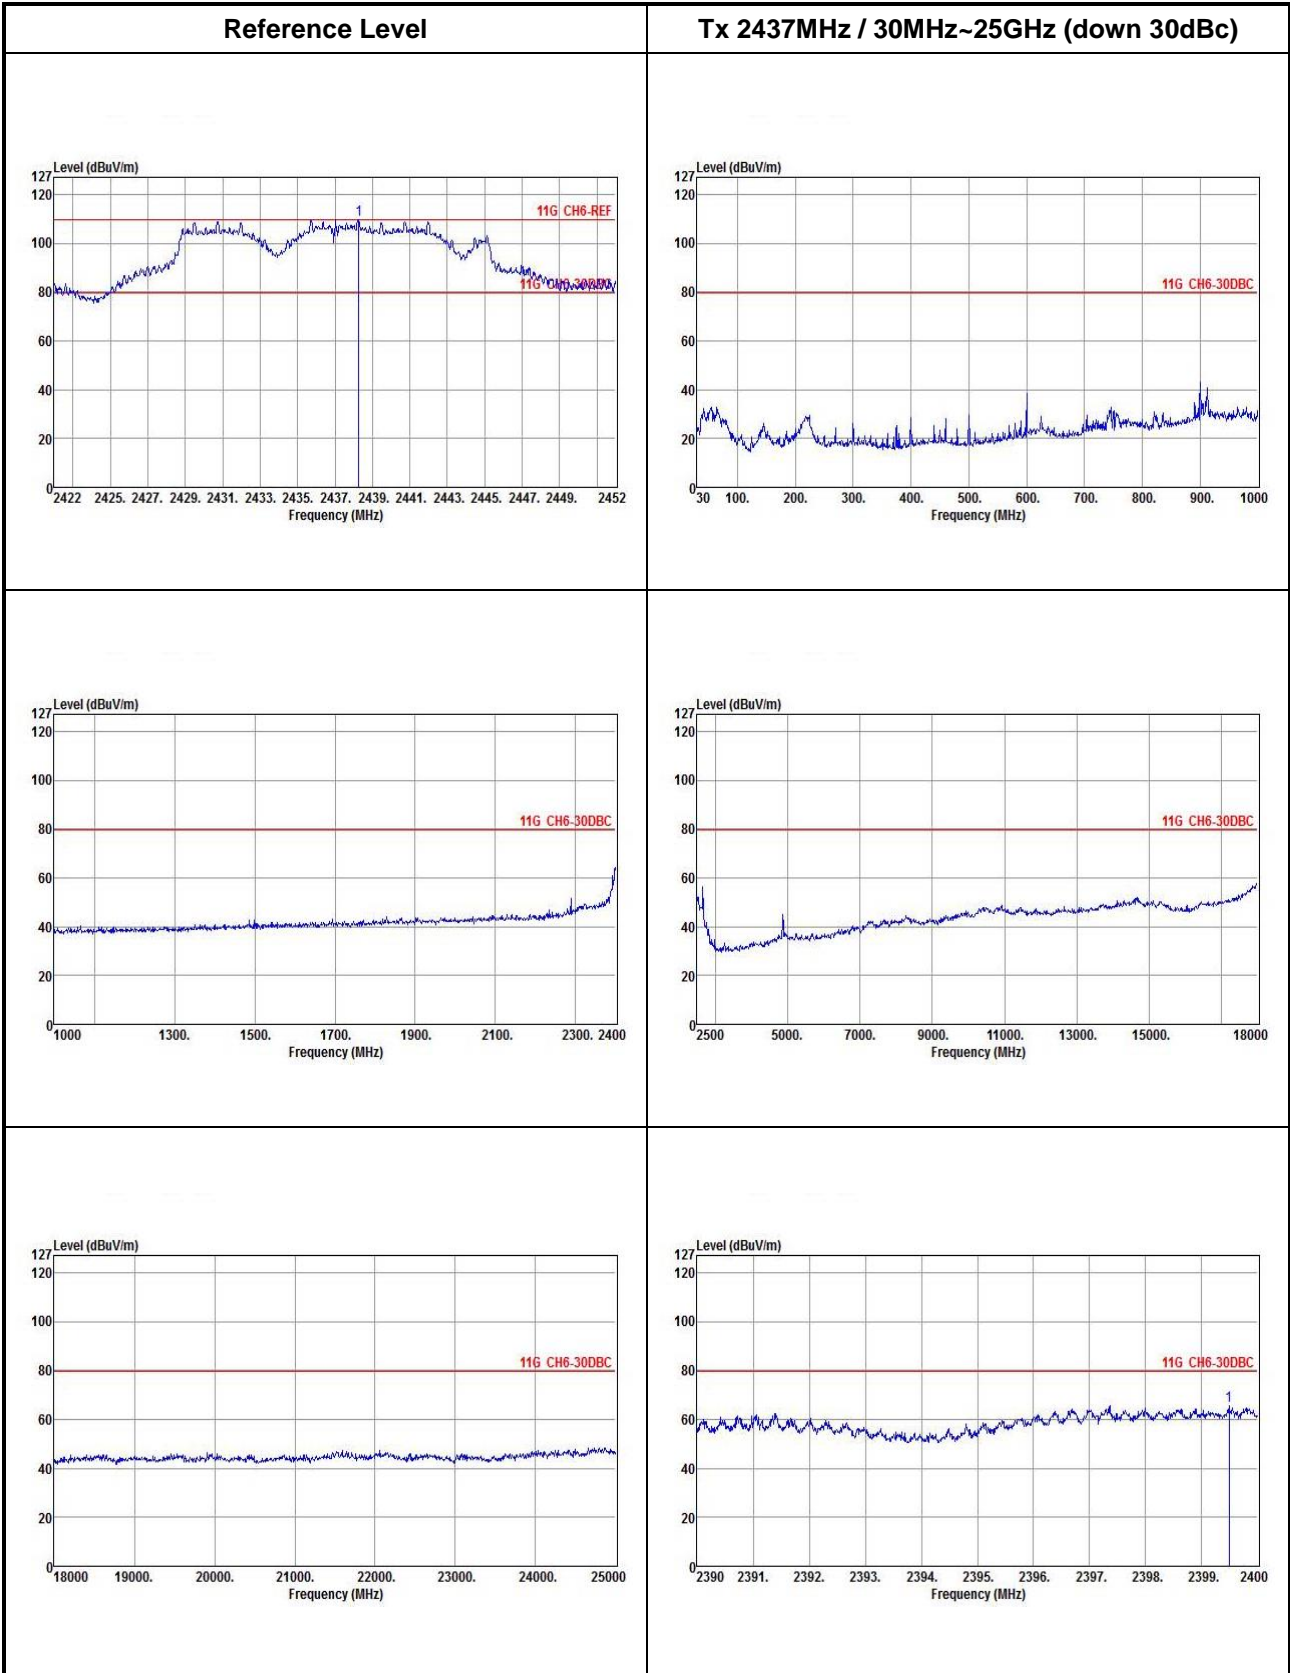 Reference Level
Tx 2437MHz / 30MHz~25GHz (down 30dBc)
Level (dBuV/m)
127
120
1
11G CH6-REF
100
11G CH6-30DBC
80
60
40
20
0
2422 2425. 2427. 2429. 2431. 2433. 2435. 2437. 2439. 2441. 2443. 2445. 2447. 2449. 2452
Frequency (MHz)
Level (dBuV/m)
127
120
100
11G CH6-30DBC
80
60
40
20
0
30 100. 200. 300. 400. 500. 600. 700. 800. 900. 1000
Frequency (MHz)
Level (dBuV/m)
127
120
100
11G CH6-30DBC
80
60
40
20
0
1000 1300. 1500. 1700. 1900. 2100. 2300. 2400
Frequency (MHz)
Level (dBuV/m)
127
120
100
11G CH6-30DBC
80
60
40
20
0
2500 5000. 7000. 9000. 11000. 13000. 15000. 18000
Frequency (MHz)
Level (dBuV/m)
127
120
100
11G CH6-30DBC
80
60
40
20
0
18000 19000. 20000. 21000. 22000. 23000. 24000. 25000
Frequency (MHz)
Level (dBuV/m)
127
120
100
11G CH6-30DBC
80
1
60
40
20
0
2390 2391. 2392. 2393. 2394. 2395. 2396. 2397. 2398. 2399. 2400
Frequency (MHz)